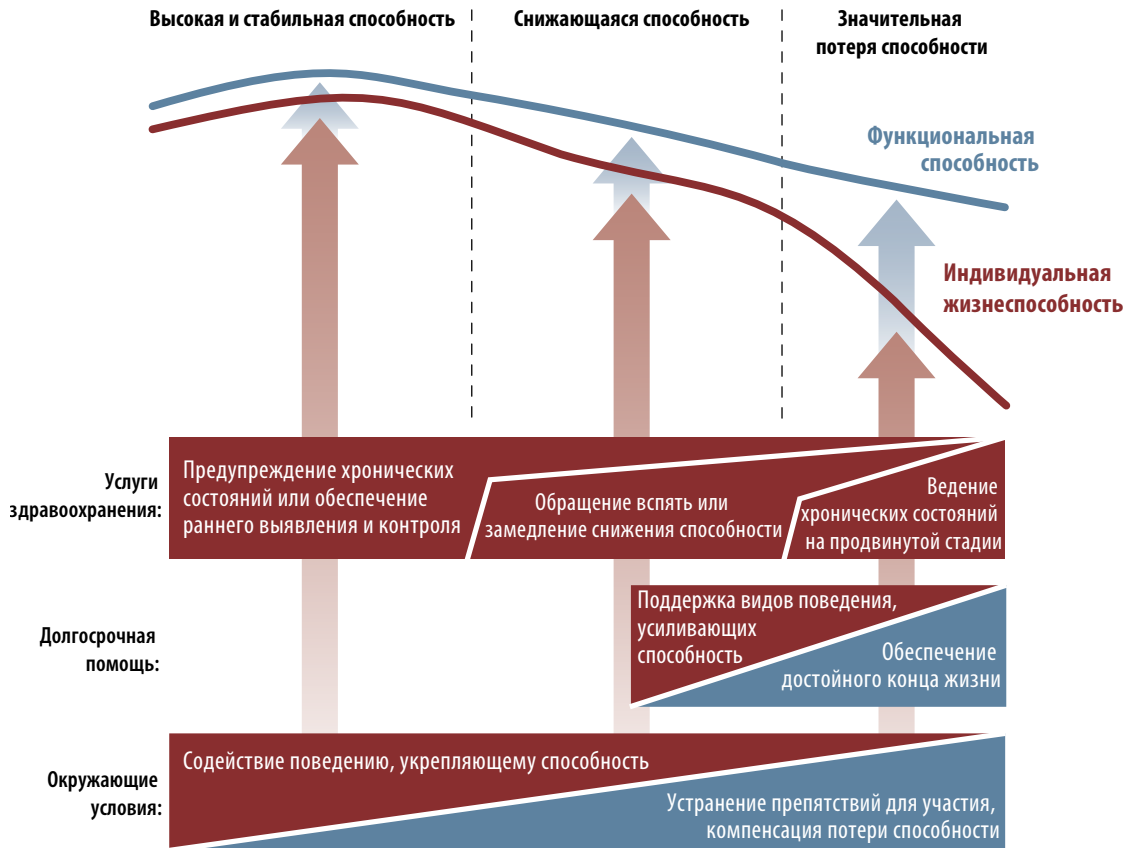 Высокая и стабильная способность
Снижающаяся способность
Значительная
потеря способности
Функциональная
способность
Индивидуальная
жизнеспособность
Услуги
здравоохранения:
Предупреждение хронических
состояний или обеспечение
раннего выявления и контроля
Обращение вспять или
замедление снижения способности
Ведение
хронических состояний
на продвинутой стадии
Долгосрочная
помощь:
Поддержка видов поведения,
усиливающих
способность
Обеспечение
достойного конца жизни
Окружающие
условия:
Содействие поведению, укрепляющему способность
Устранение препятствий для участия,
компенсация потери способности